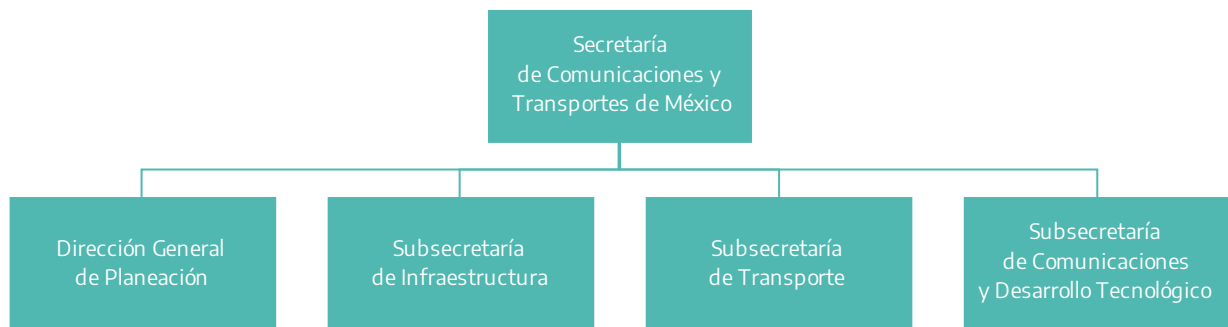 Secretaría
de Comunicaciones y
Transportes de México
Dirección General
de Planeación
Subsecretaría
de Infraestructura
Subsecretaría
de Transporte
Subsecretaría
de Comunicaciones
y Desarrollo Tecnológico